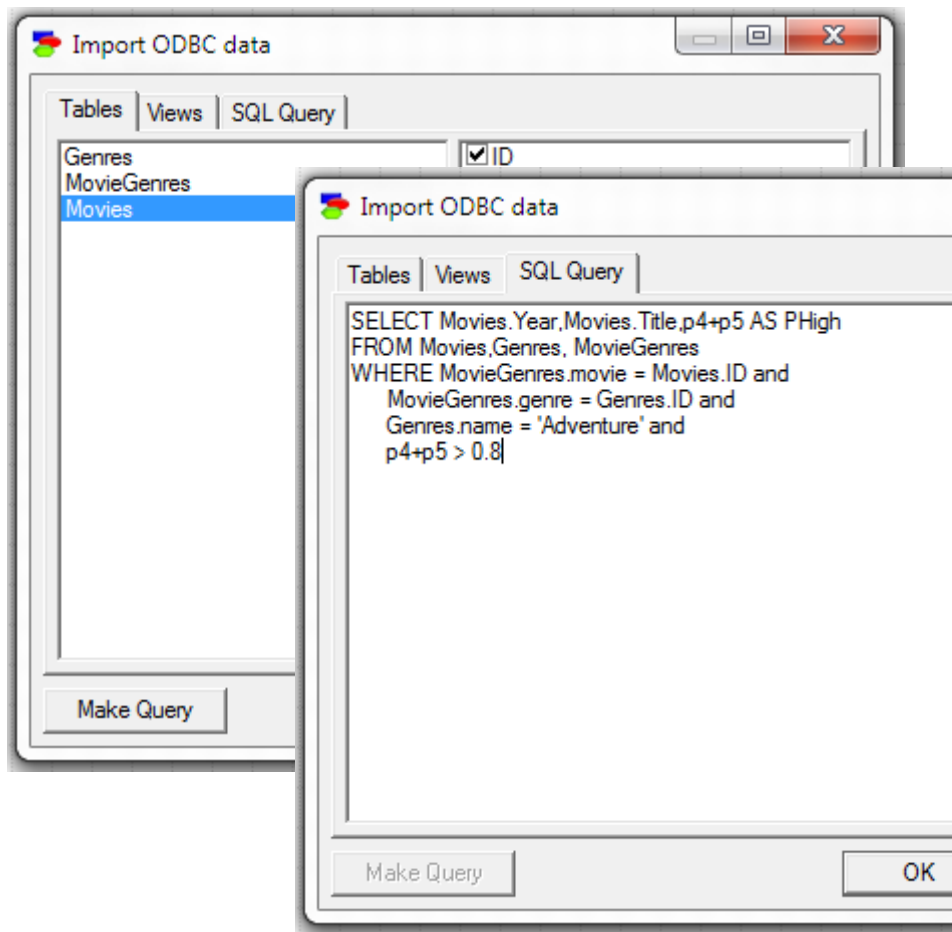 Import ODBC data
Tables Views SQL Query
Genres
MovieGenres
Movies
ID
Make Query
Import ODBC data
Tables Views SQL Query
SELECT Movies.Year,Movies.Title,p4+p5 AS PHigh
FROM Movies,Genres, MovieGenres
WHERE MovieGenres.movie = Movies.ID and
MovieGenres.genre = Genres.ID and
Genres.name = 'Adventure' and
p4+p5 > 0.8
Make Query OK